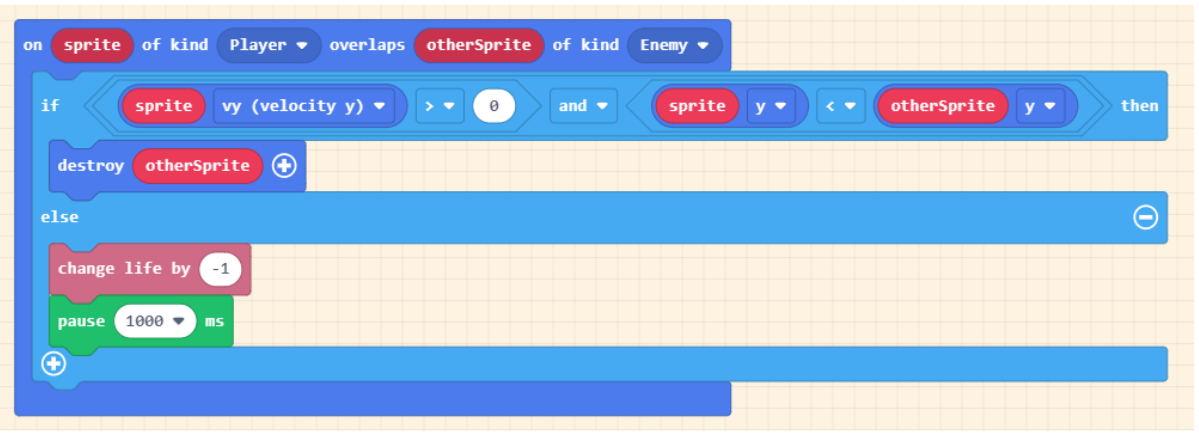 on sprite of kind Player overlaps otherSprite of kind Enemy
if sprite vy (velocity y) > 0 and sprite y < otherSprite y then
destroy otherSprite
else
change life by -1
pause 1000 ms